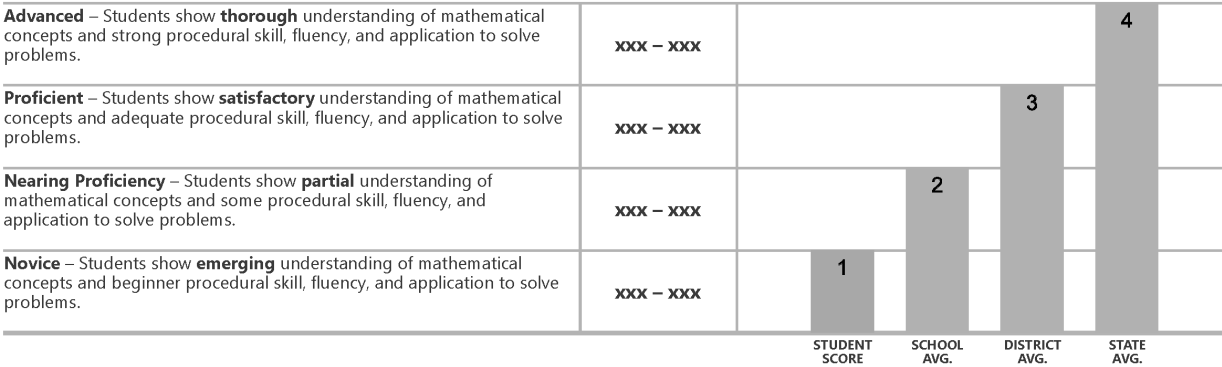 Advanced – Students show thorough understanding of mathematical
concepts and strong procedural skill, fluency, and application to solve
problems.
xxx – xxx
4
Proficient – Students show satisfactory understanding of mathematical
concepts and adequate procedural skill, fluency, and application to solve
problems.
xxx – xxx
3
Nearing Proficiency – Students show partial understanding of
mathematical concepts and some procedural skill, fluency, and
application to solve problems.
xxx – xxx
2
Novice – Students show emerging understanding of mathematical
concepts and beginner procedural skill, fluency, and application to solve
problems.
xxx – xxx
1
STUDENT
SCORE
SCHOOL
AVG.
DISTRICT
AVG.
STATE
AVG.